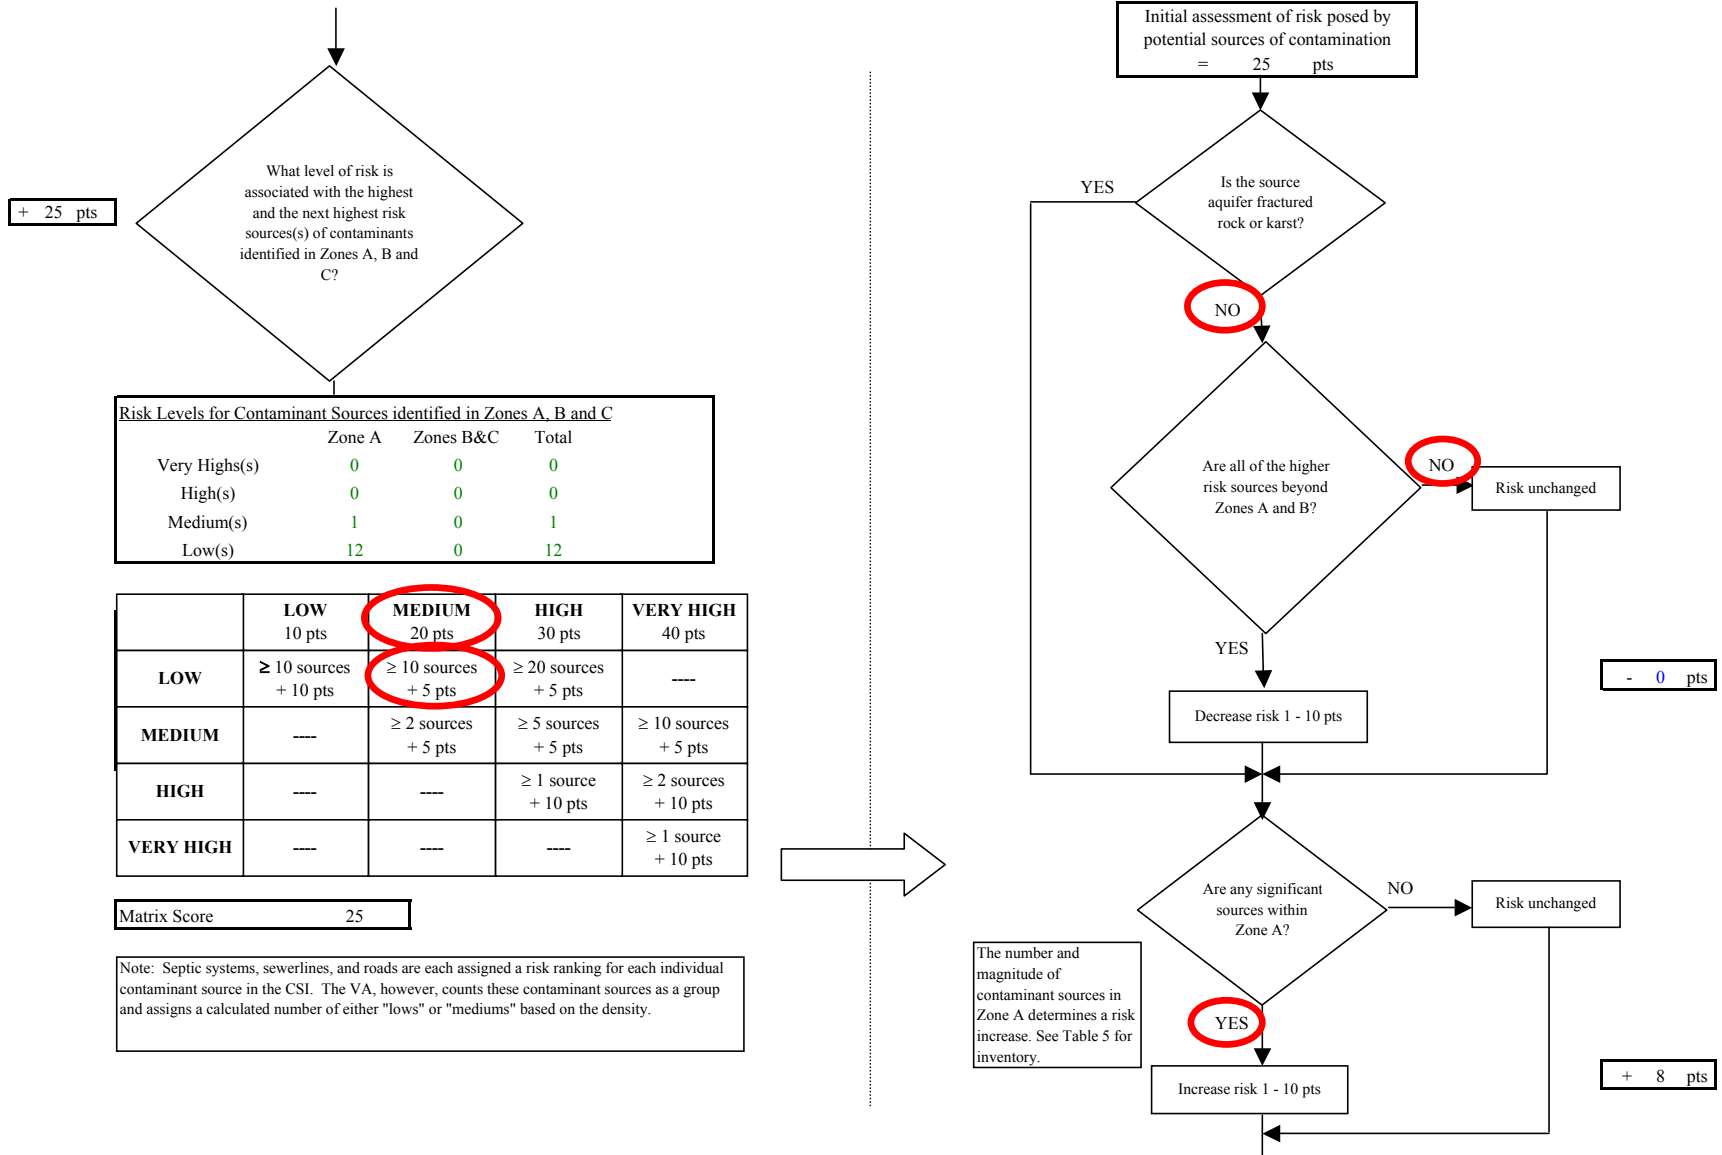 + 25 pts
What level of risk is
associated with the highest
and the next highest risk
sources(s) of contaminants
identified in Zones A, B and
C?
Risk Levels for Contaminant Sources identified in Zones A, B and C
Zone A Zones B&C Total
Very Highs(s) 0 0 0
High(s) 0 0 0
Medium(s) 1 0 1
Low(s) 12 0 12
LOW MEDIUM HIGH VERY HIGH
10 pts 20 pts 30 pts 40 pts
LOW ≥ 10 sources ≥ 10 sources ≥ 20 sources ----
+ 10 pts + 5 pts + 5 pts
MEDIUM ---- ≥ 2 sources ≥ 5 sources ≥ 10 sources
+ 5 pts + 5 pts + 5 pts
HIGH ---- ---- ≥ 1 source ≥ 2 sources
+ 10 pts + 10 pts
VERY HIGH ---- ---- ---- ≥ 1 source
+ 10 pts
Matrix Score 25
Note: Septic systems, sewerlines, and roads are each assigned a risk ranking for each individual
contaminant source in the CSI. The VA, however, counts these contaminant sources as a group
and assigns a calculated number of either "lows" or "mediums" based on the density.
Initial assessment of risk posed by
potential sources of contamination
= 25 pts
Is the source
aquifer fractured
rock or karst?
YES
NO
Are all of the higher
risk sources beyond
Zones A and B?
NO
Risk unchanged
YES
Decrease risk 1 - 10 pts
- 0 pts
Are any significant
sources within
Zone A?
NO
Risk unchanged
The number and
magnitude of
contaminant sources in
Zone A determines a risk
increase. See Table 5 for
inventory.
YES
Increase risk 1 - 10 pts
+ 8 pts